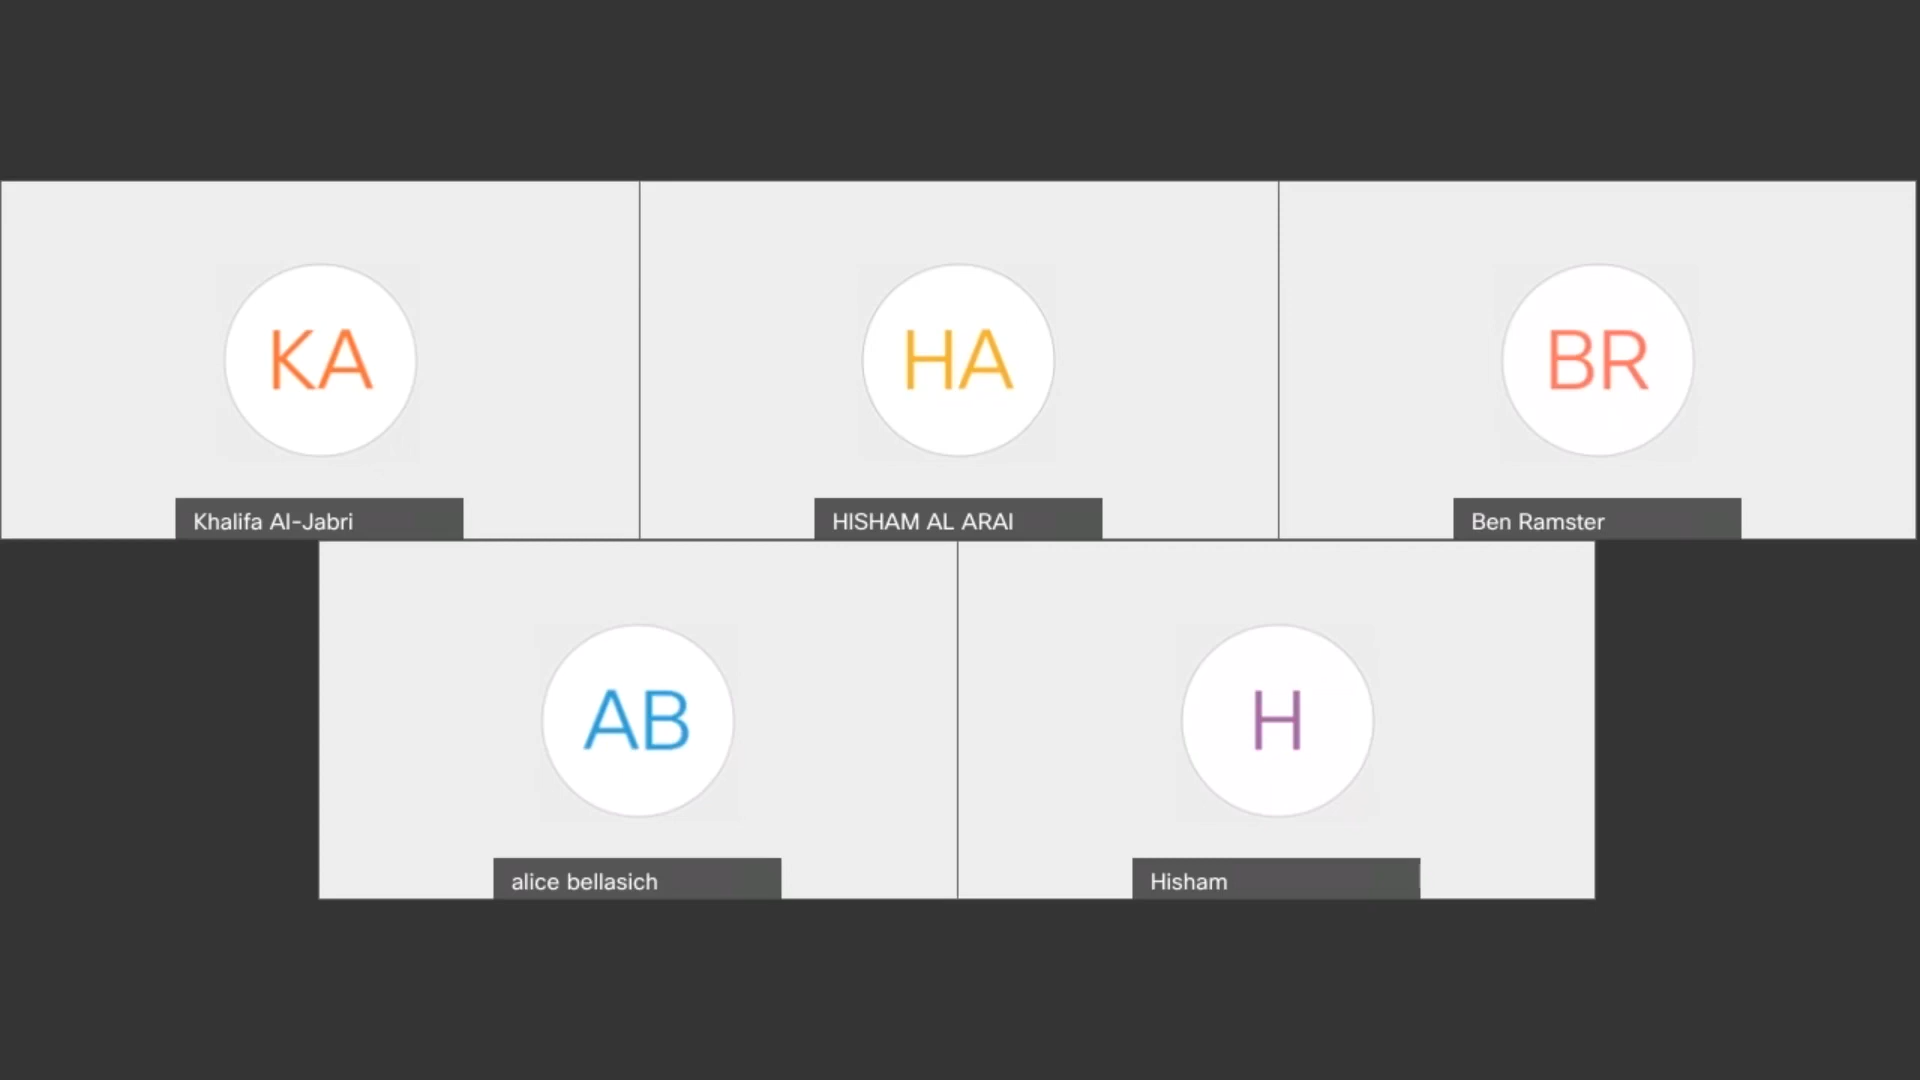 KA
HA
BR
Khalifa Al-Jabri
HISHAM AL ARAI
Ben Ramster
AB
H
alice bellasich
Hisham